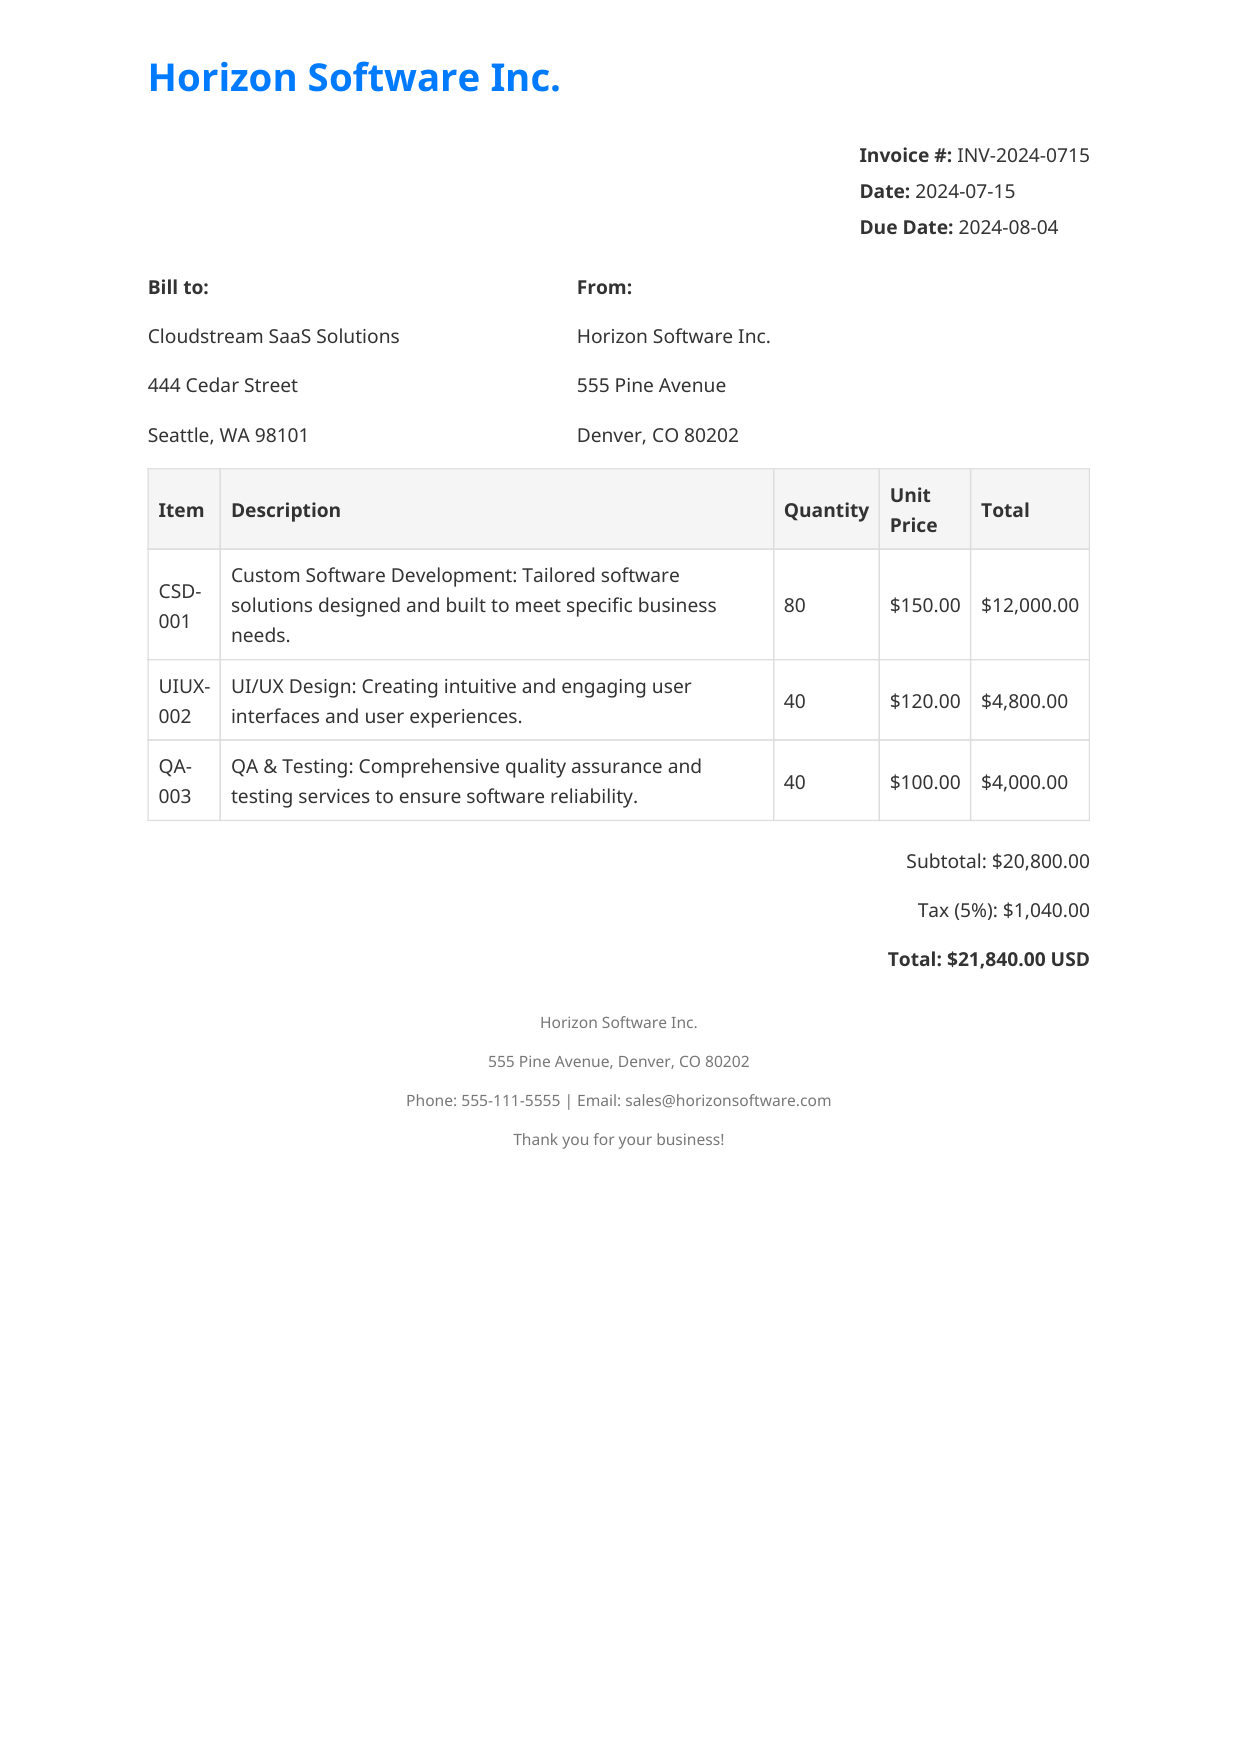 Horizon Software Inc.
Invoice #: INV-2024-0715
Date: 2024-07-15
Due Date: 2024-08-04
Bill to:
Cloudstream SaaS Solutions
444 Cedar Street
Seattle, WA 98101
From:
Horizon Software Inc.
555 Pine Avenue
Denver, CO 80202
Item
Description
Quantity
Unit
Price
Total
CSD-
001
Custom Software Development: Tailored software
solutions designed and built to meet specific business
needs.
80
$150.00
$12,000.00
UIUX-
002
UI/UX Design: Creating intuitive and engaging user
interfaces and user experiences.
40
$120.00
$4,800.00
QA-
003
QA & Testing: Comprehensive quality assurance and
testing services to ensure software reliability.
40
$100.00
$4,000.00
Subtotal: $20,800.00
Tax (5%): $1,040.00
Total: $21,840.00 USD
Horizon Software Inc.
555 Pine Avenue, Denver, CO 80202
Phone: 555-111-5555 | Email: sales@horizonsoftware.com
Thank you for your business!